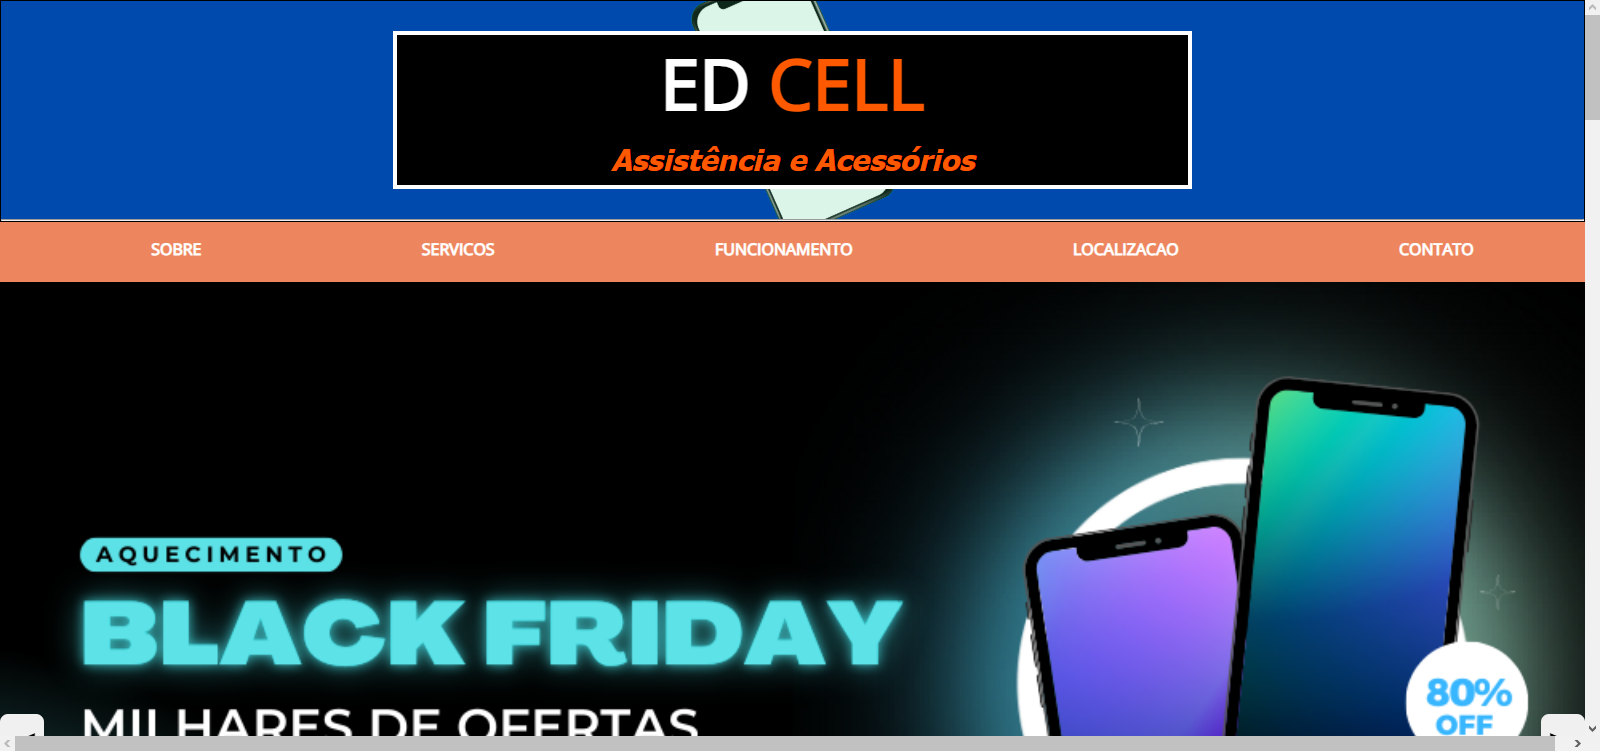 ED CELL
Assistência e Acessórios
SOBRE
SERVICOS
FUNCIONAMENTO
LOCALIZACAO
CONTATO
AQUECIMENTO
BLACK FRIDAY
MILHARES DE OFERTAS
80%
OFF